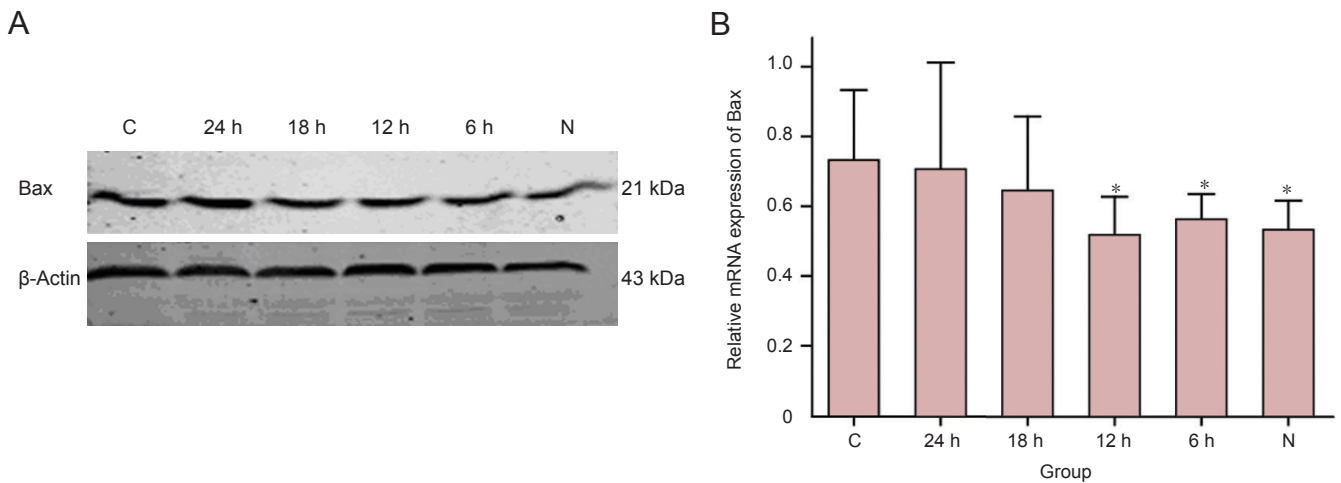 A
C 24 h 18 h 12 h 6 h N
Bax 21 kDa
β-Actin 43 kDa
B
Relative mRNA expression of Bax
1.0
0.8
0.6
0.4
0.2
0
* * *
C 24 h 18 h 12 h 6 h N
Group